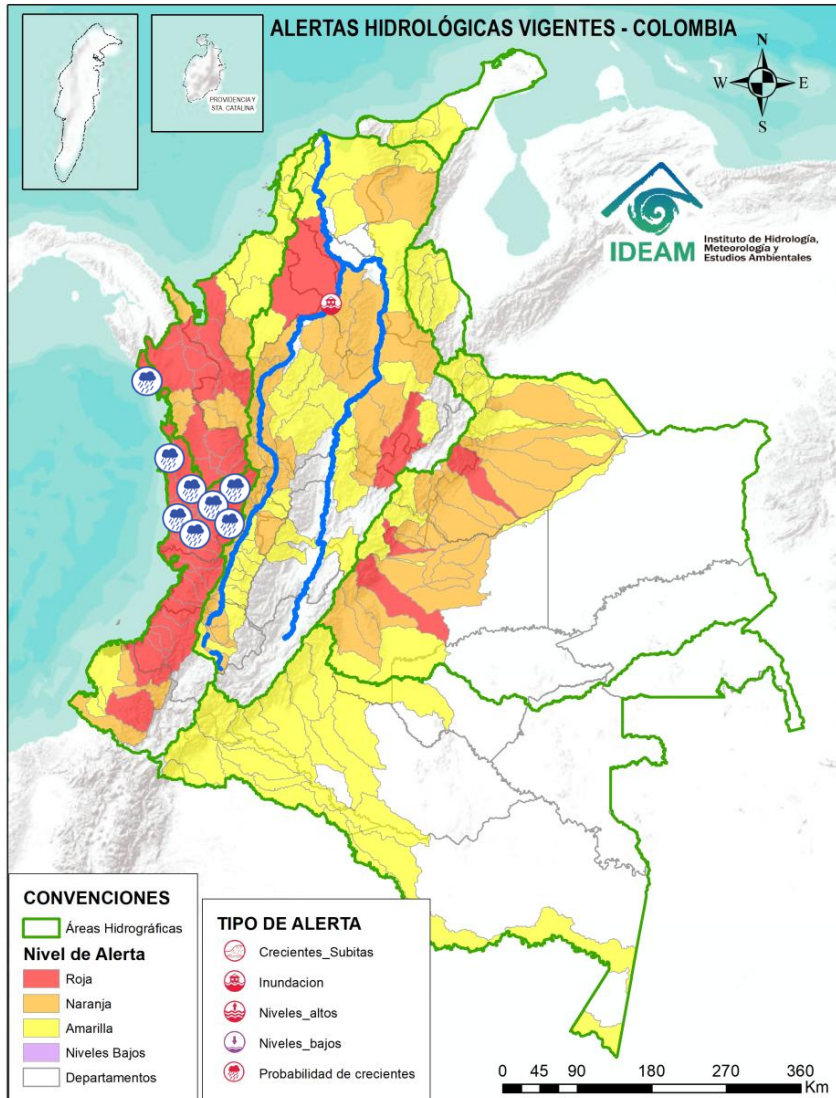 ALERTAS HIDROLÓGICAS VIGENTES - COLOMBIA
PROVIDENCIA Y
STA. CATALINA
N
W
E
S
IDEAM
Instituto de Hidrología,
Meteorología y
Estudios Ambientales
CONVENCIONES
Áreas Hidrográficas
Nivel de Alerta
Roja
Naranja
Amarilla
Niveles Bajos
Departamentos
TIPO DE ALERTA
Crecientes_Subitas
Inundacion
Niveles_altos
Niveles_bajos
Probabilidad de crecientes
0 45 90 180 270 360
Km